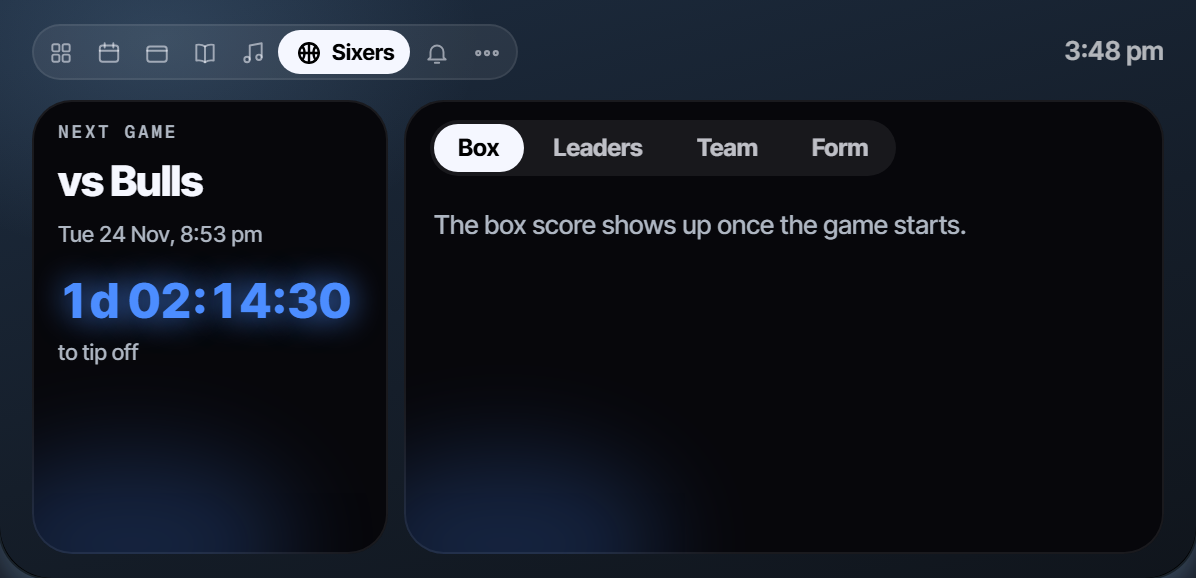 Sixers
3:48 pm
NEXT GAME
vs Bulls
Tue 24 Nov, 8:53 pm
1d 02:14:30
to tip off
Box Leaders Team Form
The box score shows up once the game starts.